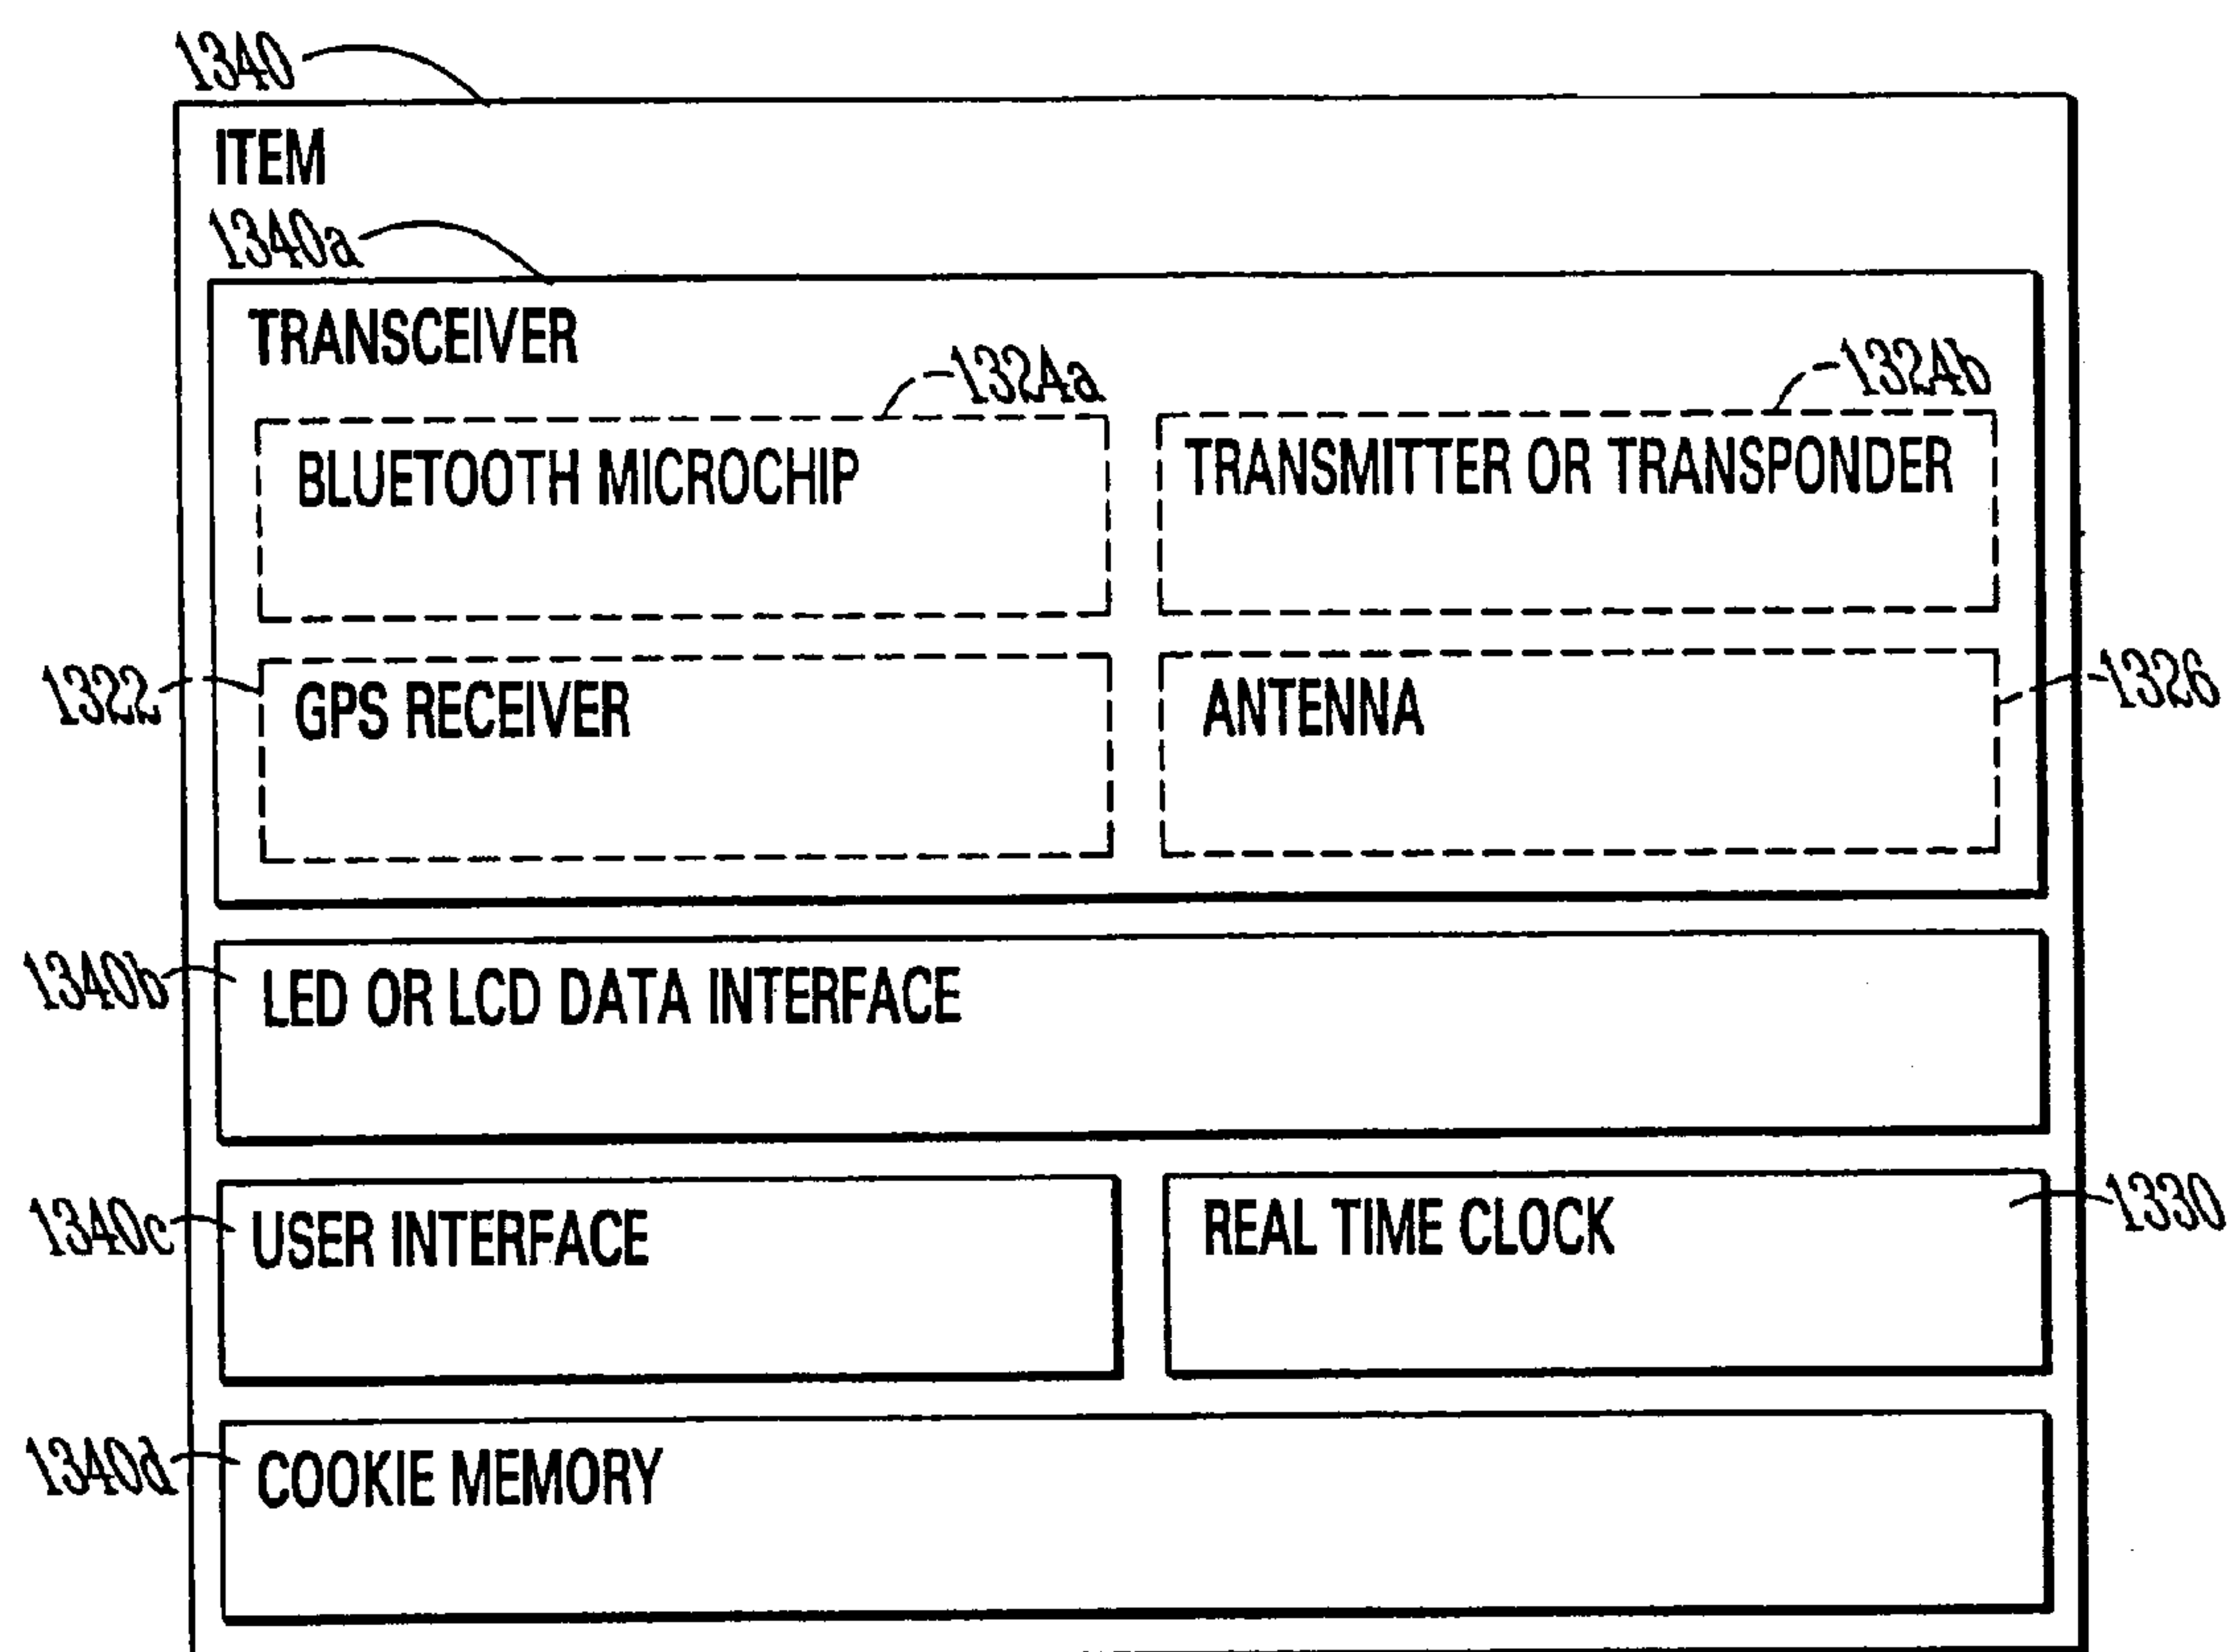 1340
ITEM
1340a
TRANSCEIVER
1324a
1324b
BLUETOOTH MICROCHIP
TRANSMITTER OR TRANSPONDER
1322
GPS RECEIVER
ANTENNA
1326
1340b
LED OR LCD DATA INTERFACE
1340c
USER INTERFACE
REAL TIME CLOCK
1330
1340d
COOKIE MEMORY